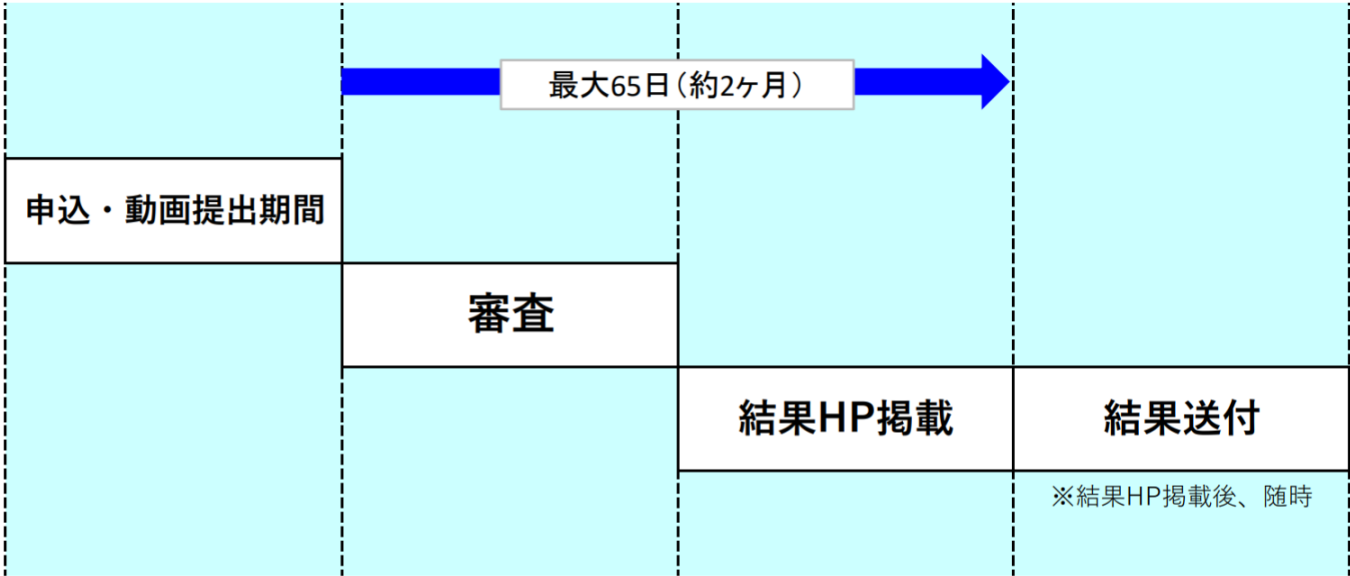 最大65日（約2ヶ月）
申込・動画提出期間
審査
結果HP掲載
結果送付
※結果HP掲載後、随時